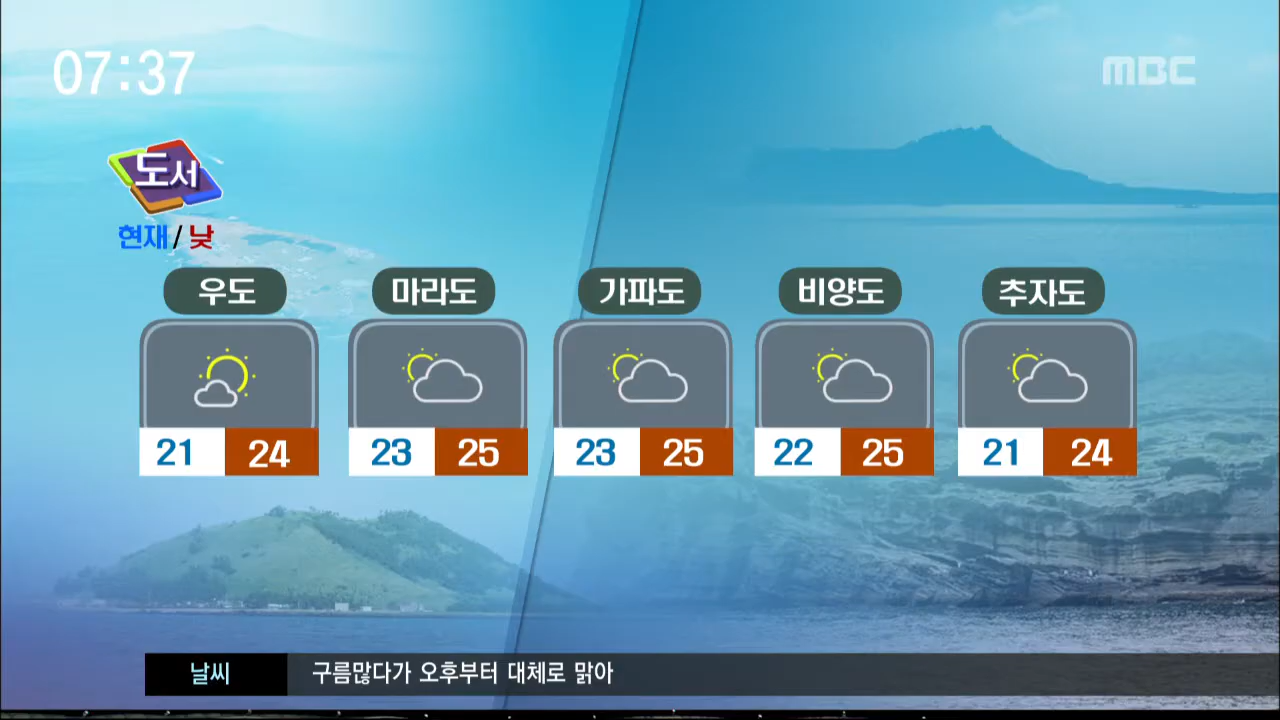 07:37
MBC
도서
현재/낮
우도 마라도 가파도 비양도 추자도
21 24 23 25 23 25 22 25 21 24
날씨 구름많다가 오후부터 대체로 맑아